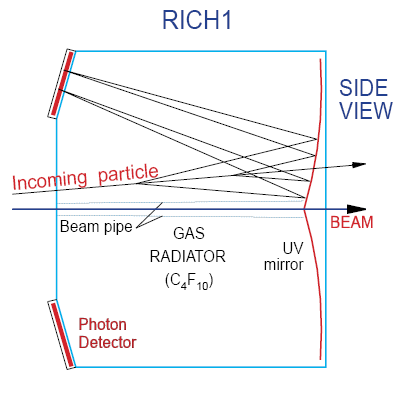 RICH1
SIDE
VIEW
Incoming particle
BEAM
Beam pipe
GAS
RADIATOR
(C4F10)
UV
mirror
Photon
Detector